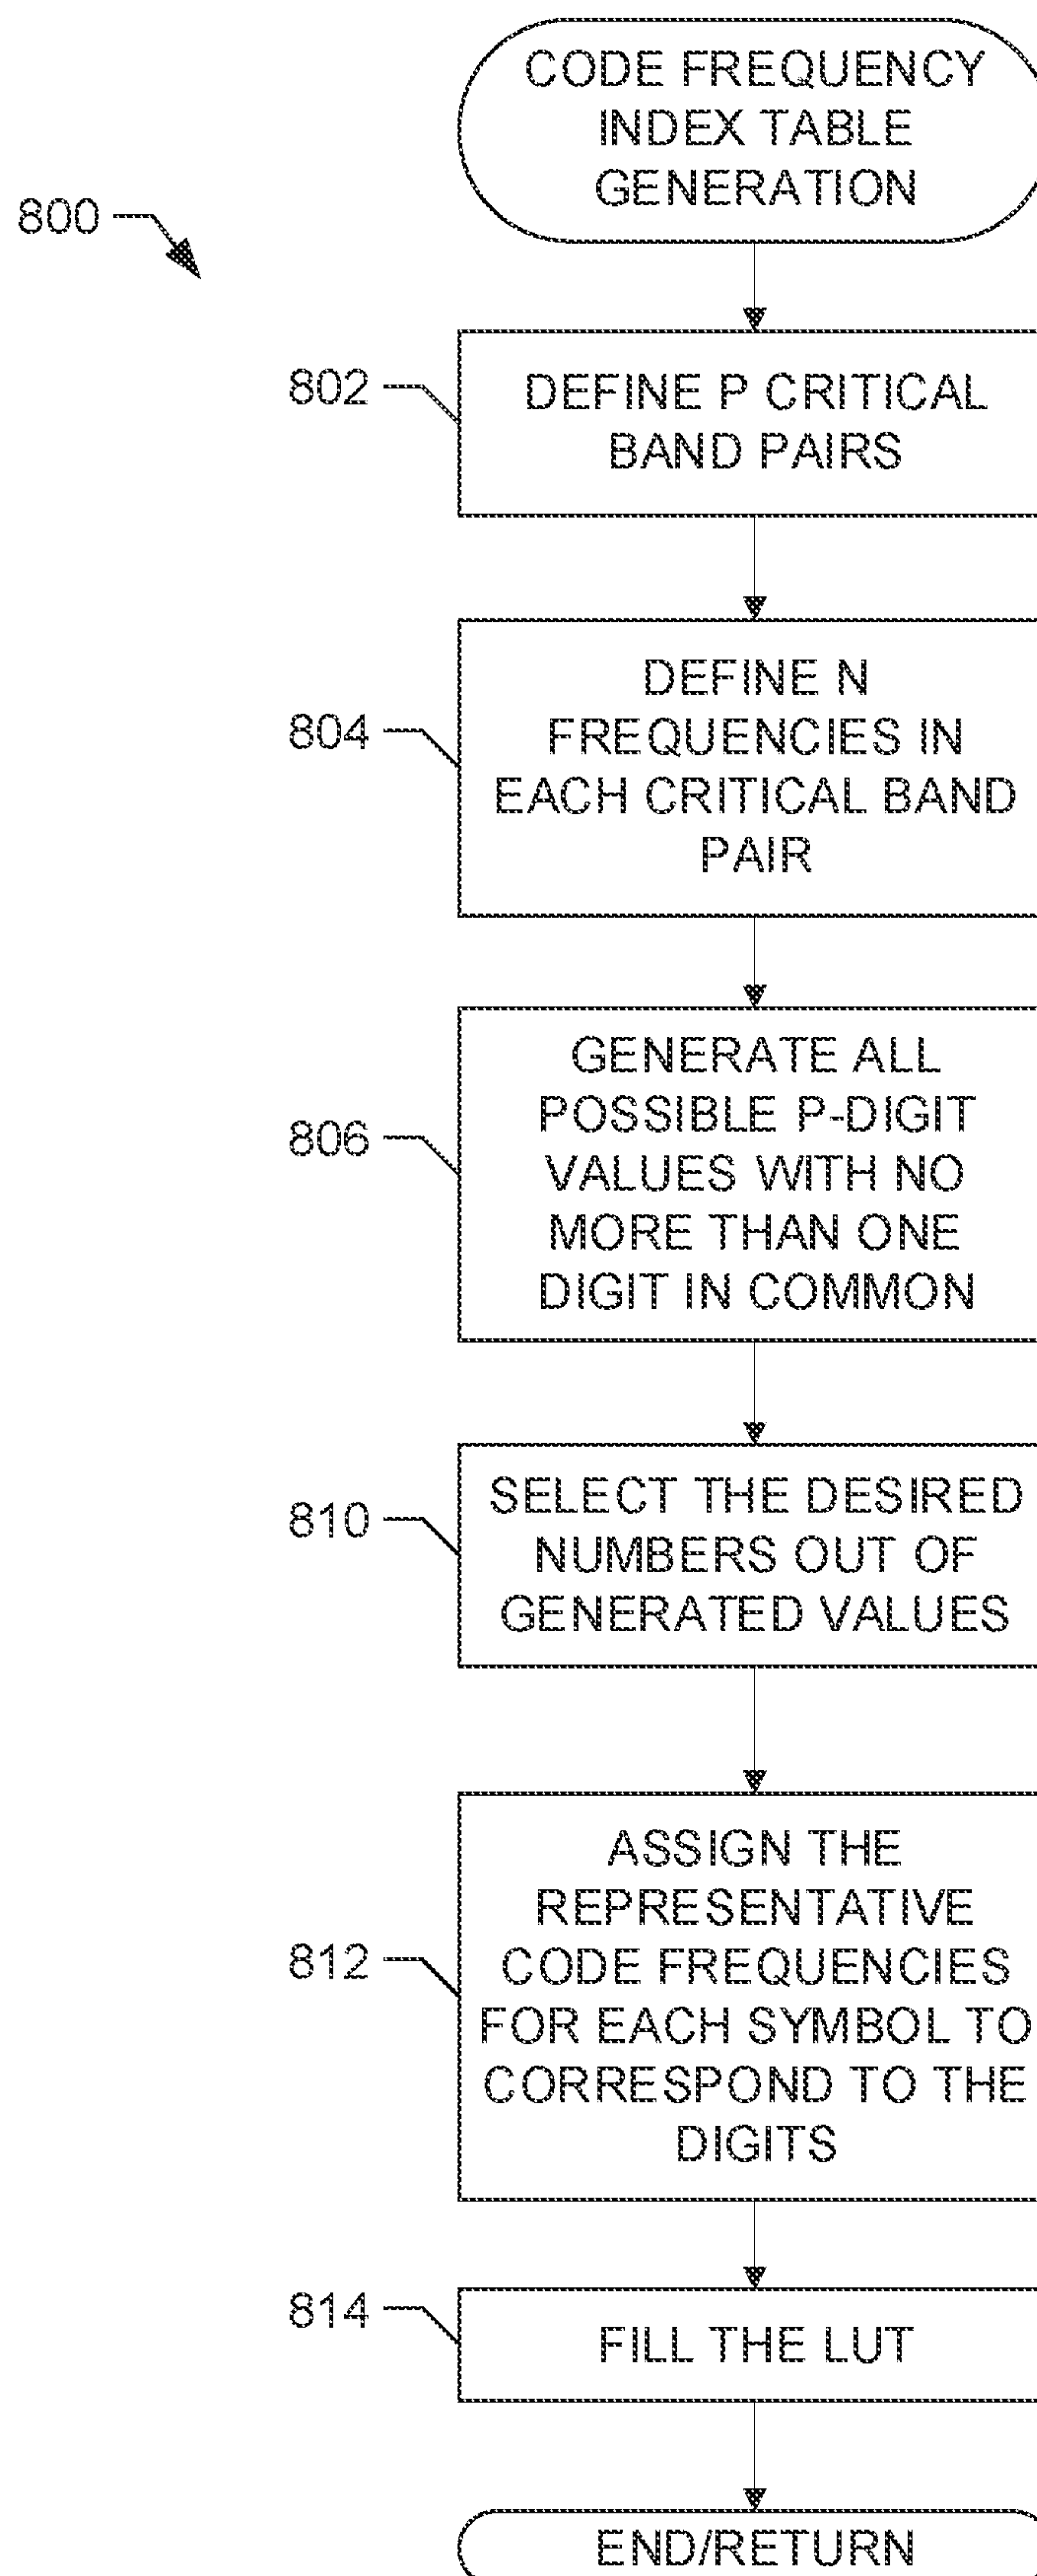 CODE FREQUENCY
INDEX TABLE
GENERATION
800
802
DEFINE P CRITICAL
BAND PAIRS
804
DEFINE N
FREQUENCIES IN
EACH CRITICAL BAND
PAIR
806
GENERATE ALL
POSSIBLE P-DIGIT
VALUES WITH NO
MORE THAN ONE
DIGIT IN COMMON
810
SELECT THE DESIRED
NUMBERS OUT OF
GENERATED VALUES
812
ASSIGN THE
REPRESENTATIVE
CODE FREQUENCIES
FOR EACH SYMBOL TO
CORRESPOND TO THE
DIGITS
814
FILL THE LUT
END/RETURN